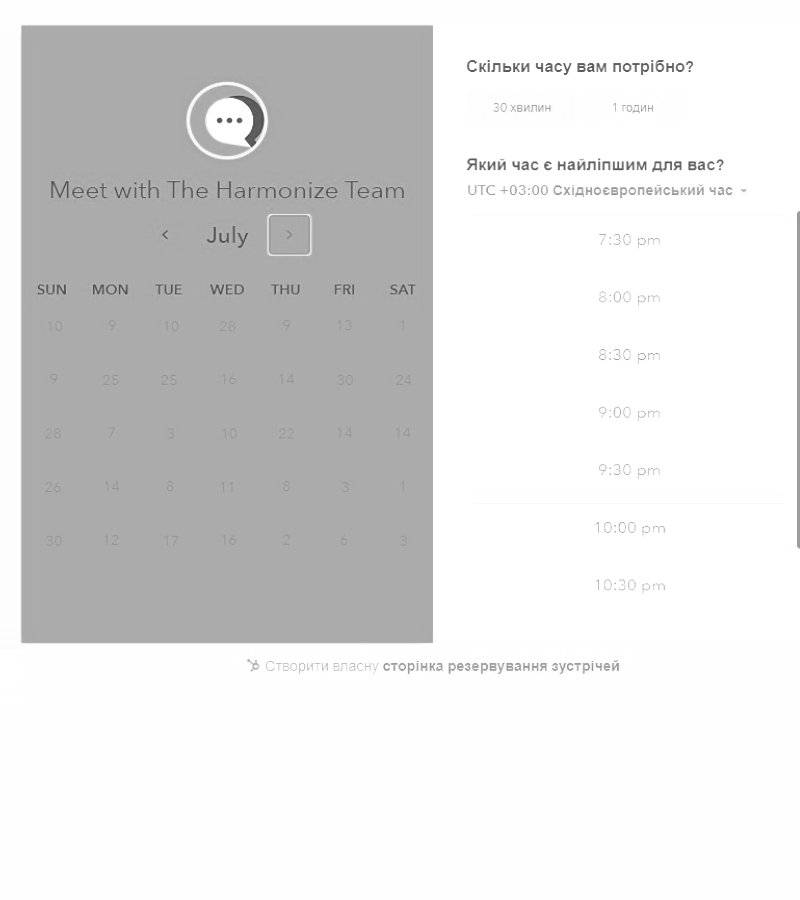 Meet with The Harmonize Team
July
SUN MON TUE WED THU FRI SAT
10 9 10 28 9 13 1
9 25 25 16 14 30 24
28 7 3 10 22 14 14
26 14 8 11 8 3 1
30 12 17 16 2 6 3
Скільки часу вам потрібно?
30 хвилин 1 годин
Який час є найліпшим для вас?
UTC +03:00 Східноєвропейський час
7:30 pm
8:00 pm
8:30 pm
9:00 pm
9:30 pm
10:00 pm
10:30 pm
Створити власну сторінка резервування зустрічей